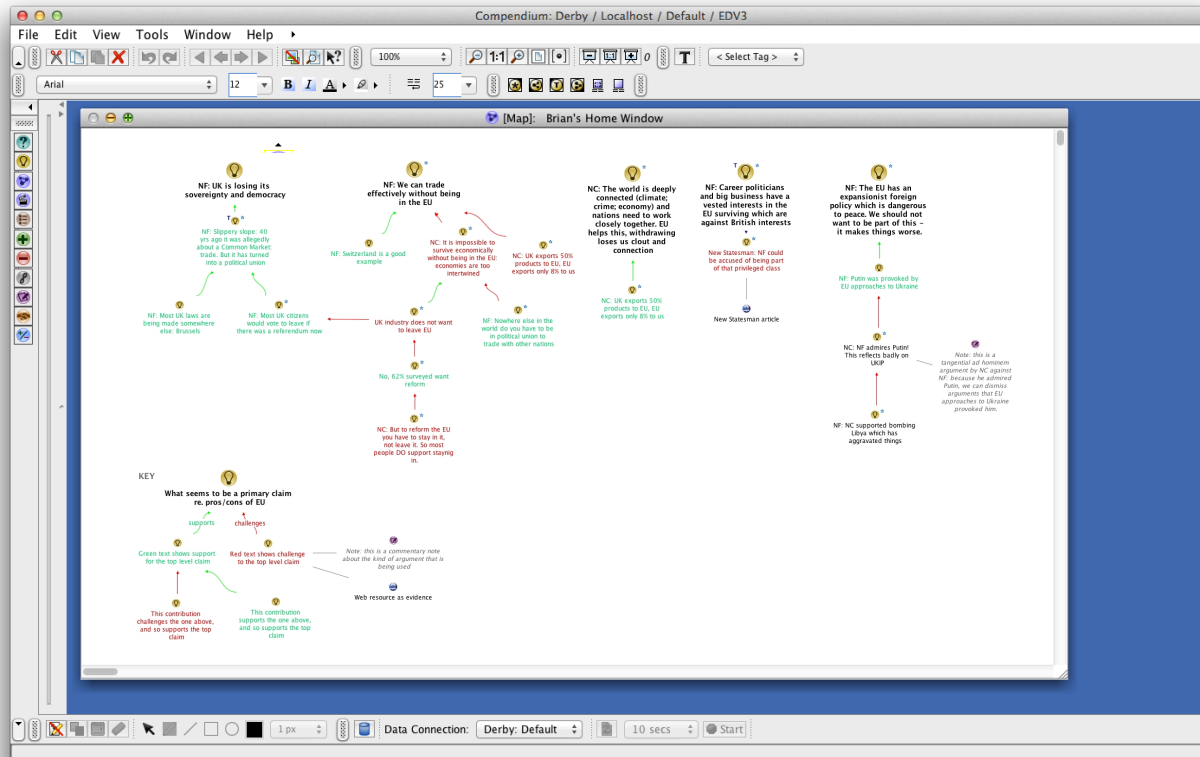 Compendium: Derby / Localhost / Default / EDV3
File Edit View Tools Window Help
100%
1:1
0
T
< Select Tag >
Arial
12
B I A
25
[Map]: Brian's Home Window
NF: UK is losing its
sovereignty and democracy
T
NF: Slippery slope: 40
yrs ago it was allegedly
about a Common Market
trade. But it has turned
into a political union
NF: Most UK laws are
being made somewhere
else: Brussels
NF: Most UK citizens
would vote to leave if
there was a referendum now
NF: We can trade
effectively without being
in the EU
NF: Switzerland is a good
example
NC: It is impossible to
survive economically
without being in the EU:
economies are too
intertwined
NC: UK exports 50%
products to EU, EU
exports only 8% to us
UK industry does not want
to leave EU
NF: Nowhere else in the
world do you have to be
in political union to
trade with other nations
No, 62% surveyed want
reform
NC: But to reform the EU
you have to stay in it,
not leave it. So most
people DO support staynig
in.
NC: The world is deeply
connected (climate;
crime; economy) and
nations need to work
closely together. EU
helps this, withdrawing
loses us clout and
connection
NC: UK exports 50%
products to EU, EU
exports only 8% to us
T
NF: Career politicians
and big business have a
vested interests in the
EU surviving which are
against British interests
New Statesman: NF could
be accused of being part
of that privileged class
New Statesman article
NF: The EU has an
expansionist foreign
policy which is dangerous
to peace. We should not
want to be part of this -
it makes things worse.
NF: Putin was provoked by
EU approaches to Ukraine
NC: NF admires Putin!
This reflects badly on
UKIP
Note: this is a
tangential ad hominem
argument by NC against
NF: because he admired
Putin, we can dismiss
arguments that EU
approaches to Ukraine
provoked him.
NF: NC supported bombing
Libya which has
aggravated things
KEY
What seems to be a primary claim
re. pros/cons of EU
supports
challenges
Green text shows support
for the top level claim
Red text shows challenge
to the top level claim
Note: this is a commentary note
about the kind of argument that is
being used
Web resource as evidence
This contribution
challenges the one above,
and so supports the top
claim
This contribution
supports the one above,
and so supports the top
claim
1 px
Data Connection:
Derby: Default
10 secs
Start